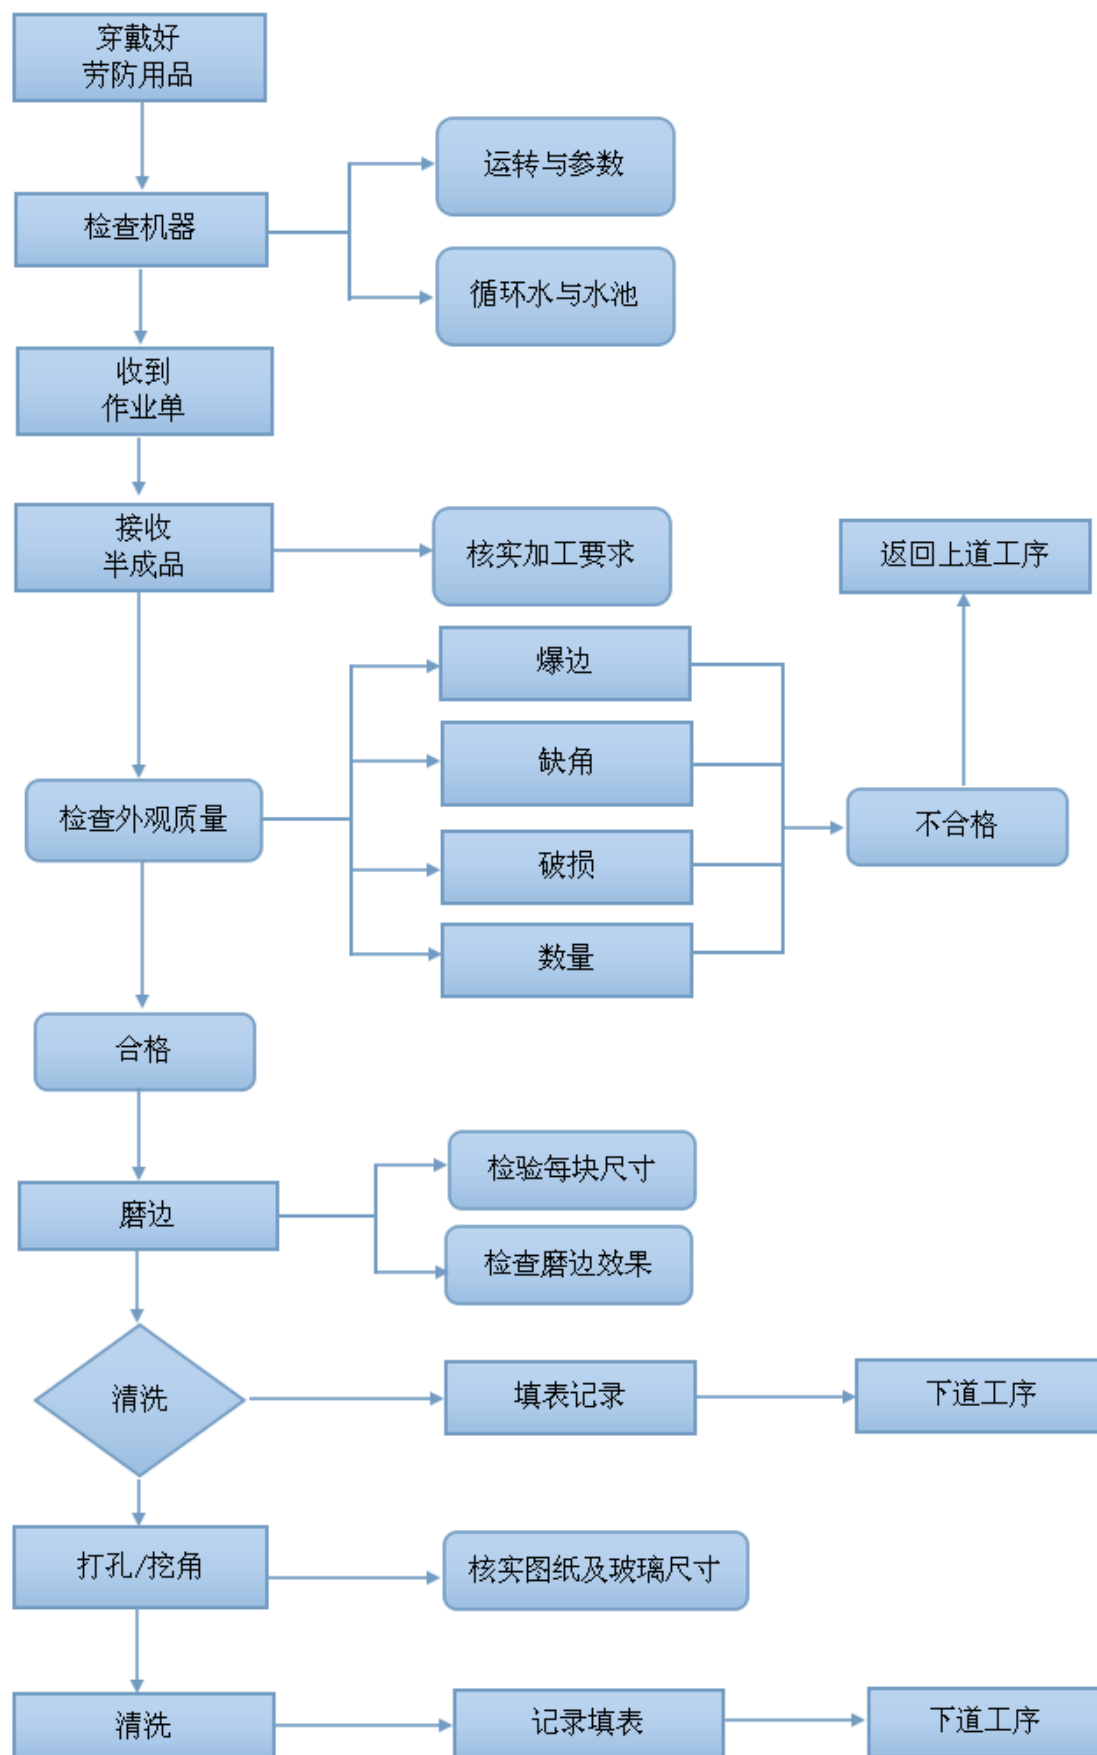 穿戴好
劳防用品
运转与参数
检查机器
循环水与水池
收到
作业单
接收
半成品
核实加工要求
返回上道工序
爆边
缺角
检查外观质量
不合格
破损
数量
合格
检验每块尺寸
磨边
检查磨边效果
清洗
填表记录
下道工序
打孔/挖角
核实图纸及玻璃尺寸
清洗
记录填表
下道工序